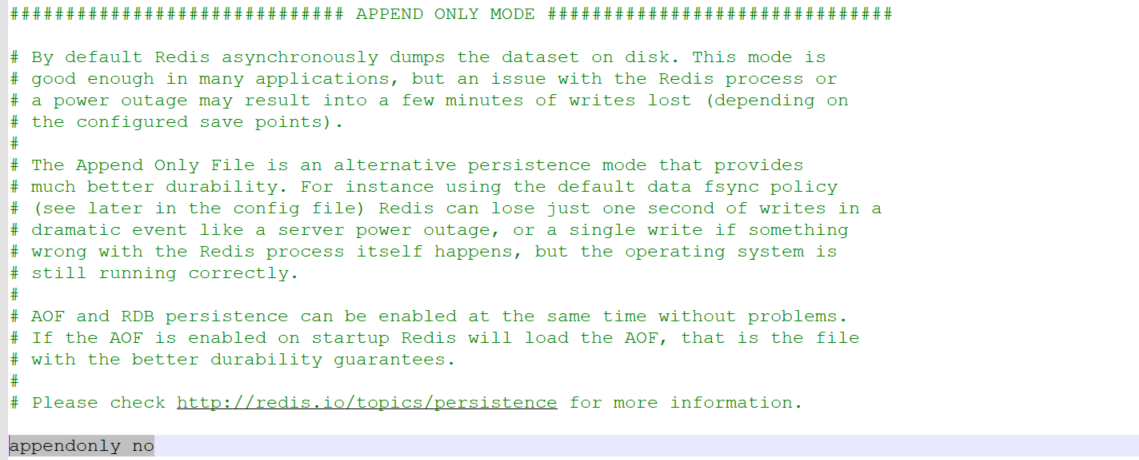 ############################## APPEND ONLY MODE ###############################
# By default Redis asynchronously dumps the dataset on disk. This mode is
# good enough in many applications, but an issue with the Redis process or
# a power outage may result into a few minutes of writes lost (depending on
# the configured save points).
#
# The Append Only File is an alternative persistence mode that provides
# much better durability. For instance using the default data fsync policy
# (see later in the config file) Redis can lose just one second of writes in a
# dramatic event like a server power outage, or a single write if something
# wrong with the Redis process itself happens, but the operating system is
# still running correctly.
#
# AOF and RDB persistence can be enabled at the same time without problems.
# If the AOF is enabled on startup Redis will load the AOF, that is the file
# with the better durability guarantees.
#
# Please check http://redis.io/topics/persistence for more information.
appendonly no